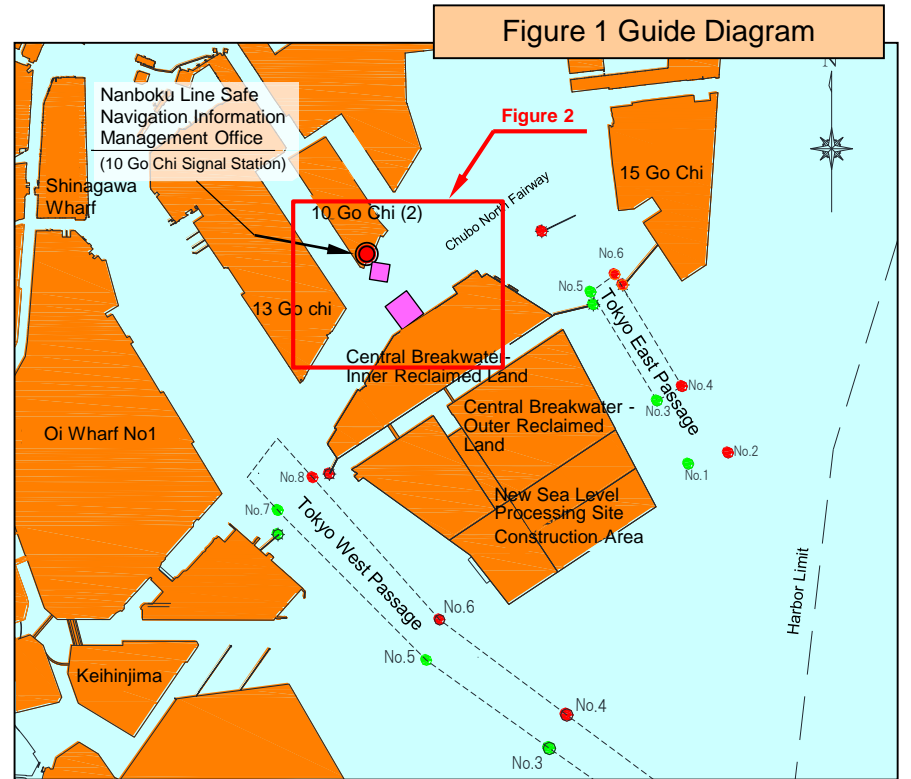 Figure 1 Guide Diagram
N
Nanboku Line Safe
Navigation Information
Management Office
(10 Go Chi Signal Station)
Figure 2
15 Go Chi
Shinagawa
Wharf
10 Go Chi (2)
Chubo North Fairway
No.6
No.5
13 Go chi
Tokyo East Passage
Central Breakwater-
Inner Reclaimed Land
No.4
No.3
Central Breakwater -
Outer Reclaimed
Land
Oi Wharf No1
No.2
No.1
No.8
New Sea Level
Processing Site
Construction Area
No.7
Tokyo West Passage
Harbor Limit
No.6
No.5
Keihinjima
No.4
No.3